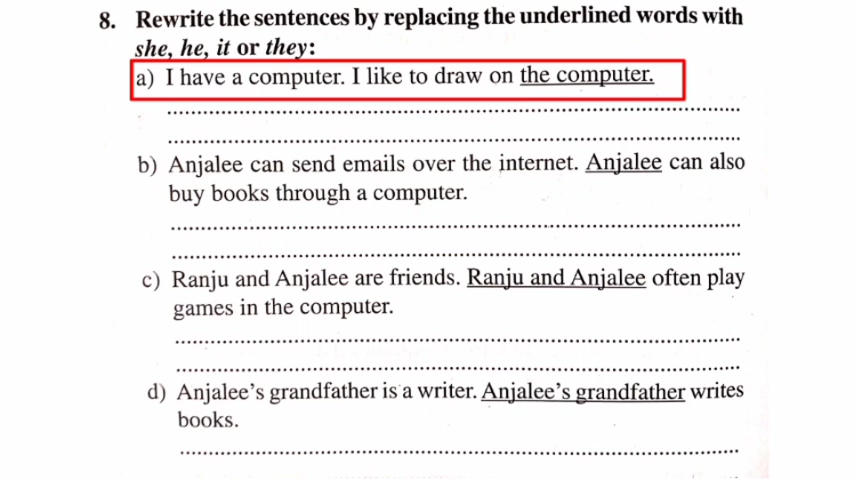 8. Rewrite the sentences by replacing the underlined words with
she, he, it or they:
a) I have a computer. I like to draw on the computer.
b) Anjalee can send emails over the internet. Anjalee can also
buy books through a computer.
c) Ranju and Anjalee are friends. Ranju and Anjalee often play
games in the computer.
d) Anjalee's grandfather is a writer. Anjalee's grandfather writes
books.